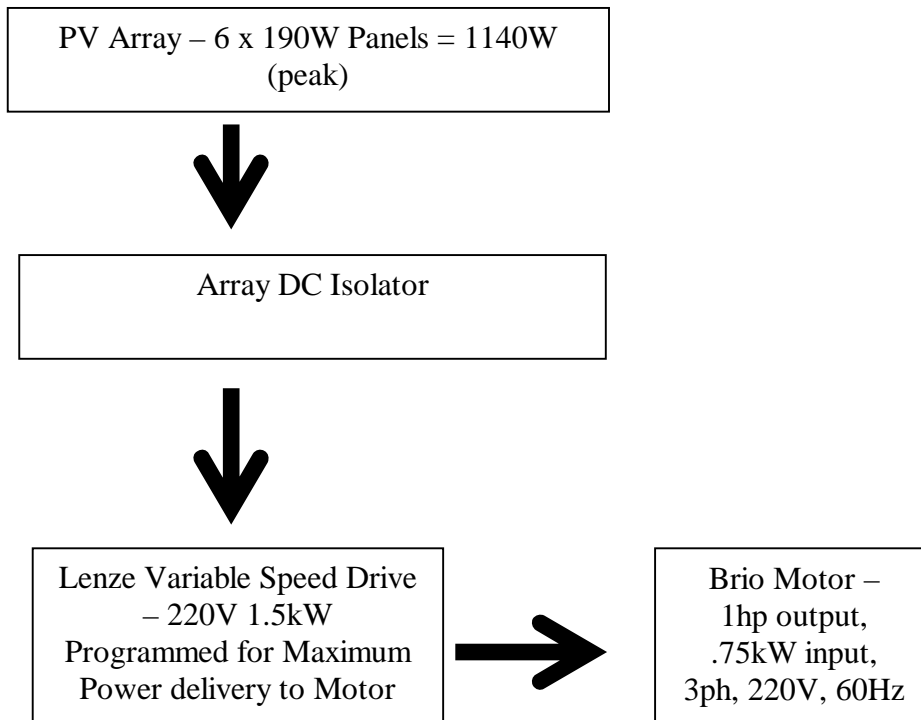 PV Array – 6 x 190W Panels = 1140W
(peak)
Array DC Isolator
Lenze Variable Speed Drive
– 220V 1.5kW
Programmed for Maximum
Power delivery to Motor
Brio Motor –
1hp output,
.75kW input,
3ph, 220V, 60Hz